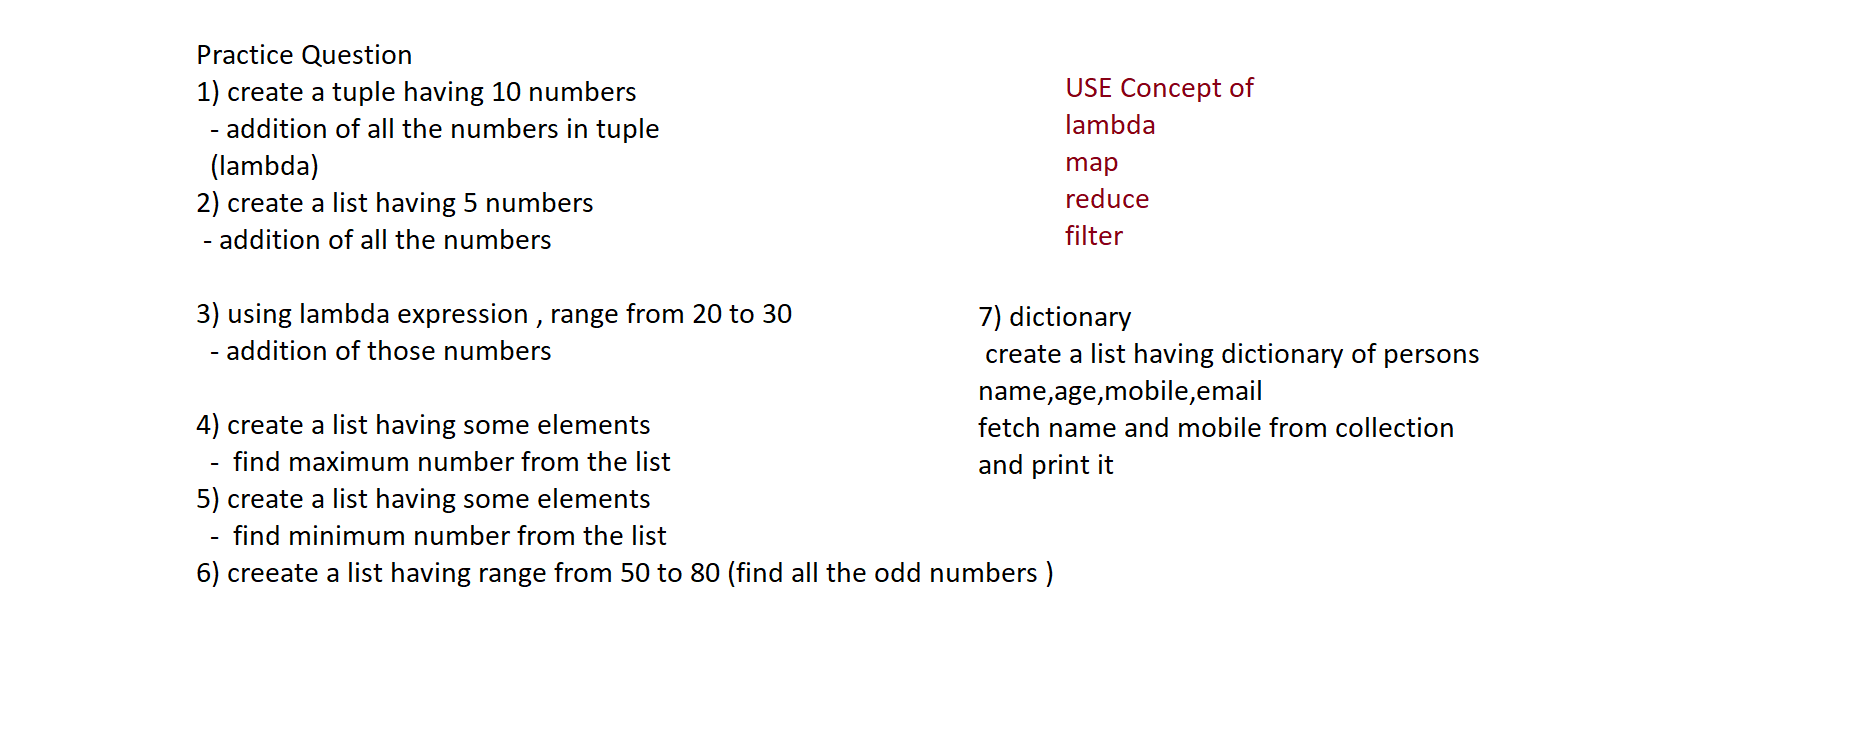 Practice Question
1) create a tuple having 10 numbers
- addition of all the numbers in tuple
(lambda)
2) create a list having 5 numbers
- addition of all the numbers
3) using lambda expression , range from 20 to 30
- addition of those numbers
4) create a list having some elements
- find maximum number from the list
5) create a list having some elements
- find minimum number from the list
6) creeate a list having range from 50 to 80 (find all the odd numbers )
USE Concept of
lambda
map
reduce
filter
7) dictionary
create a list having dictionary of persons
name,age,mobile,email
fetch name and mobile from collection
and print it